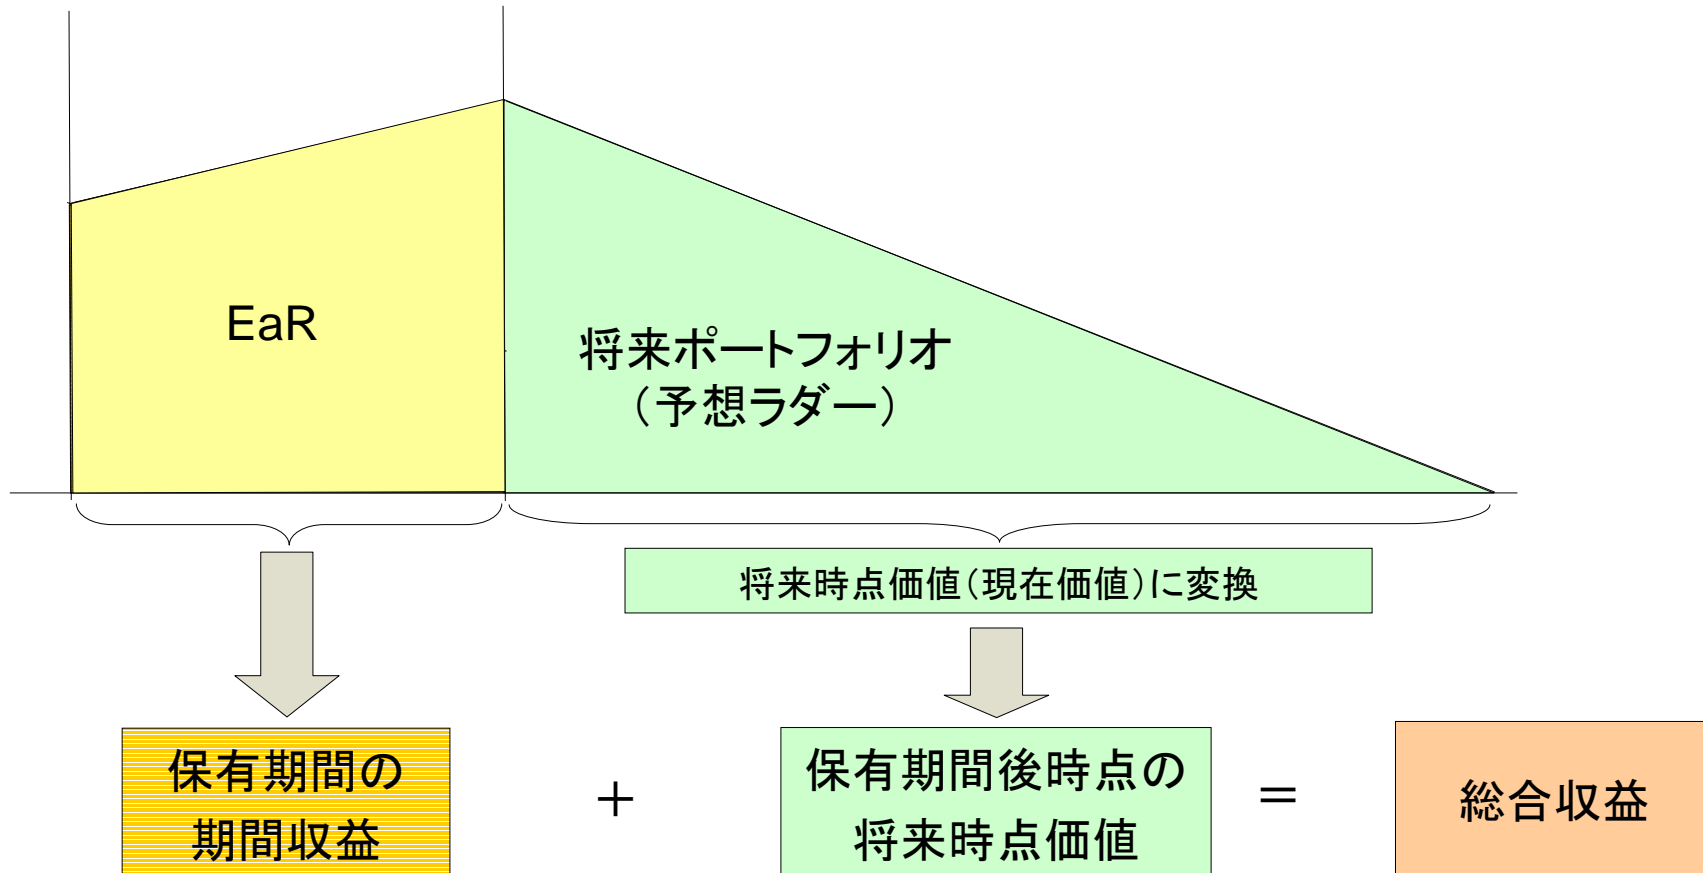 EaR
将来ポートフォリオ
（予想ラダー）
将来時点価値（現在価値）に変換
保有期間の
期間収益
＋
保有期間後時点の
将来時点価値
＝
総合収益